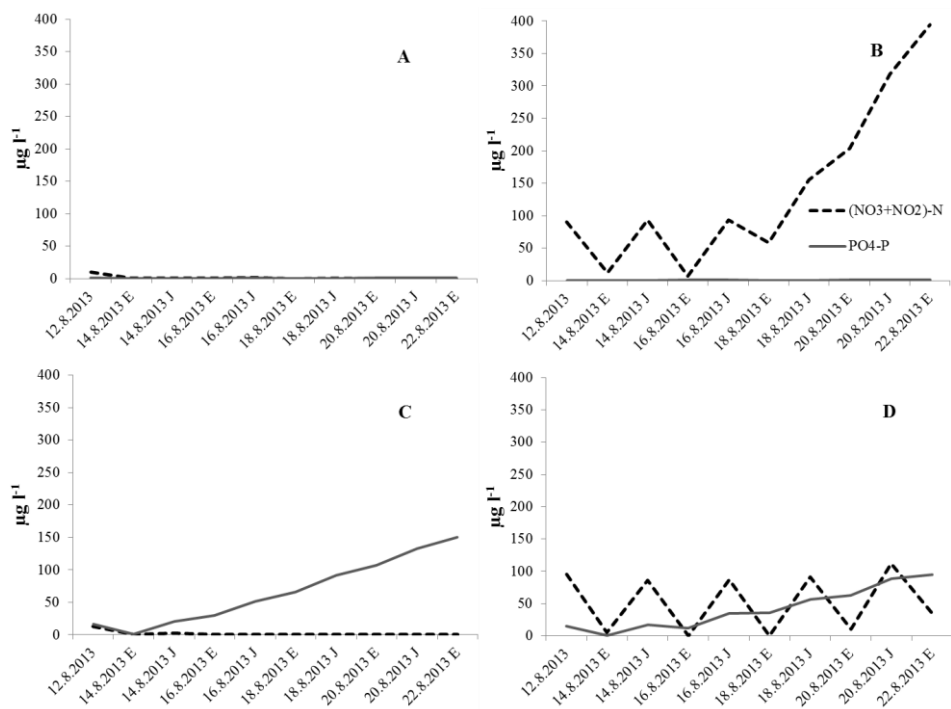 400
350
300
250
200
150
100
50
0
µg l-1
A
12.8.2013
14.8.2013 E
14.8.2013 J
16.8.2013 E
16.8.2013 J
18.8.2013 E
18.8.2013 J
20.8.2013 E
20.8.2013 J
22.8.2013 E
400
350
300
250
200
150
100
50
0
µg l-1
B
(NO3+NO2)-N
PO4-P
12.8.2013
14.8.2013 E
14.8.2013 J
16.8.2013 E
16.8.2013 J
18.8.2013 E
18.8.2013 J
20.8.2013 E
20.8.2013 J
22.8.2013 E
400
350
300
250
200
150
100
50
0
µg l-1
C
12.8.2013
14.8.2013 E
14.8.2013 J
16.8.2013 E
16.8.2013 J
18.8.2013 E
18.8.2013 J
20.8.2013 E
20.8.2013 J
22.8.2013 E
400
350
300
250
200
150
100
50
0
µg l-1
D
12.8.2013
14.8.2013 E
14.8.2013 J
16.8.2013 E
16.8.2013 J
18.8.2013 E
18.8.2013 J
20.8.2013 E
20.8.2013 J
22.8.2013 E